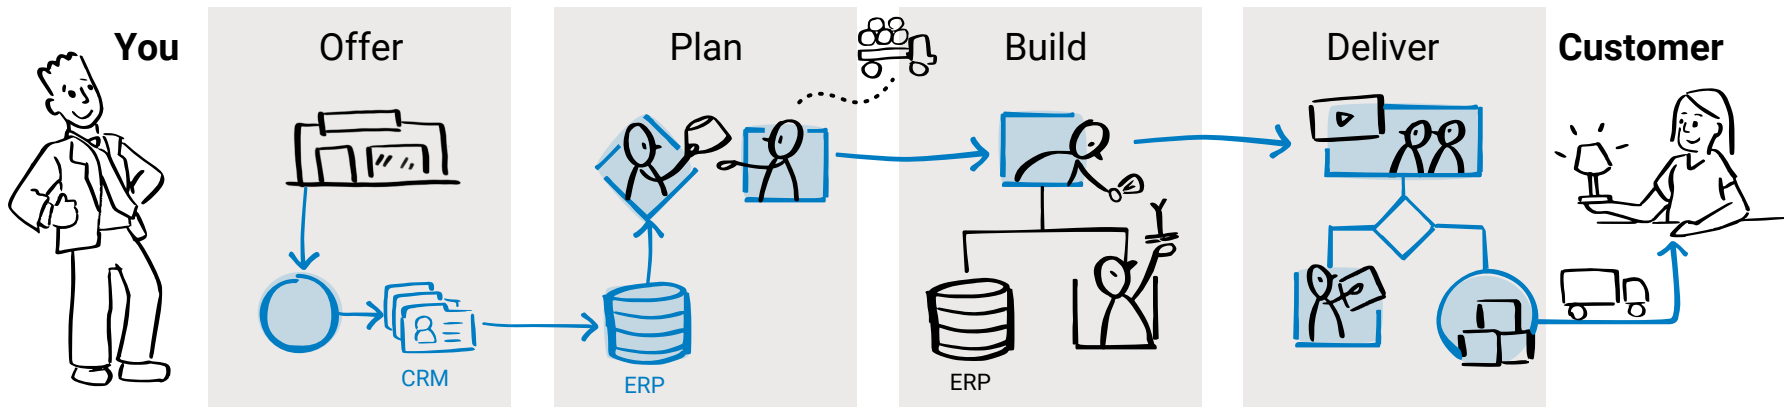 You
Offer
Plan
Build
Deliver
Customer
CRM
ERP
ERP